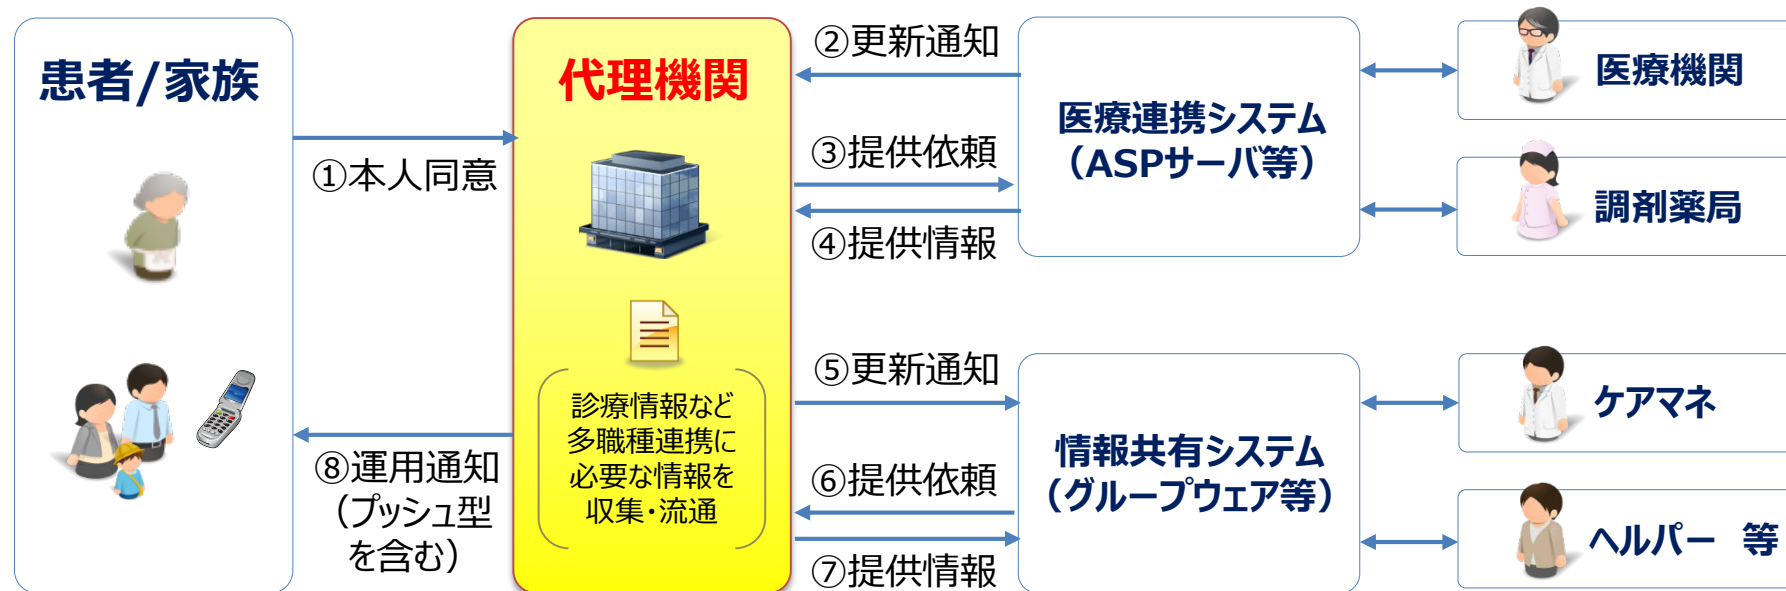 患者/家族
①本人同意
⑧運用通知
（プッシュ型
を含む）
代理機関
診療情報など
多職種連携に
必要な情報を
収集・流通
②更新通知
③提供依頼
④提供情報
⑤更新通知
⑥提供依頼
⑦提供情報
医療連携システム
（ASPサーバ等）
情報共有システム
（グループウェア等）
医療機関
調剤薬局
ケアマネ
ヘルパー　等